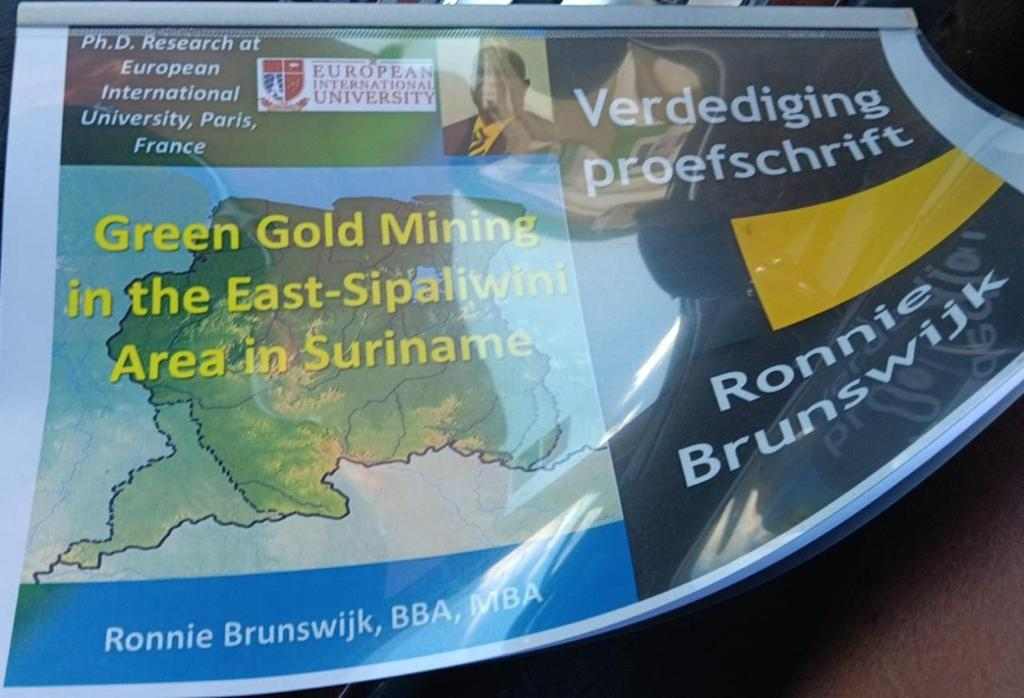 Ph.D. Research at
European
International
University, Paris,
France
EUROPEAN
INTERNATIONAL
UNIVERSITY
Green Gold Mining
in the East-Sipaliwini
Area in Suriname
Ronnie Brunswijk, BBA, MBA
Verdediging
proefschrift
Ronnie
Brunswijk